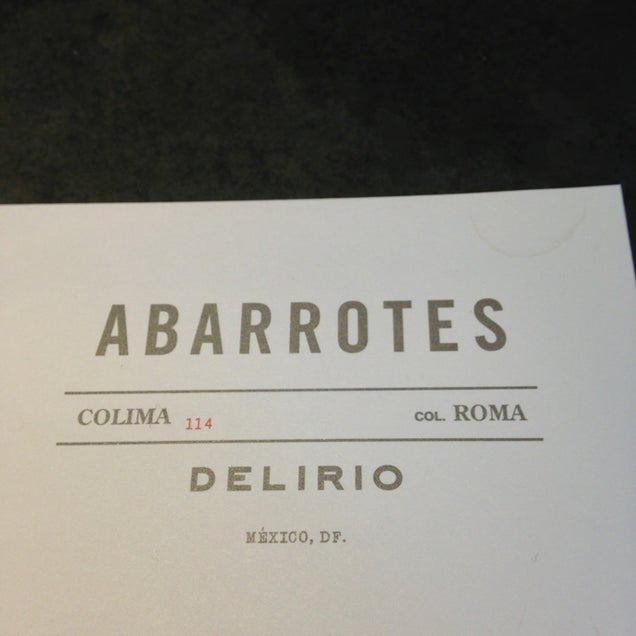 ABARROTES
COLIMA 114 COL. ROMA
DELIRIO
MÉXICO, DF.